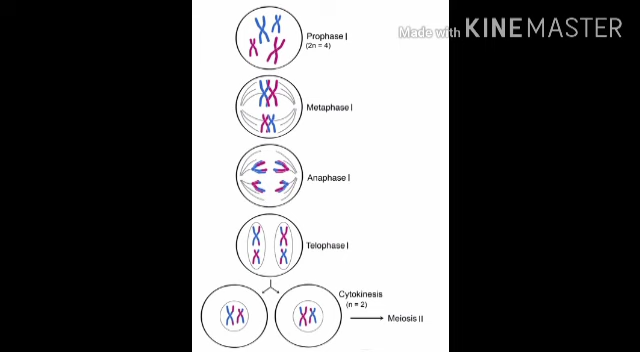 Made with KINEMASTER
Prophase I
(2n = 4)
Metaphase I
Anaphase I
Telophase I
Cytokinesis
(n = 2)
Meiosis II